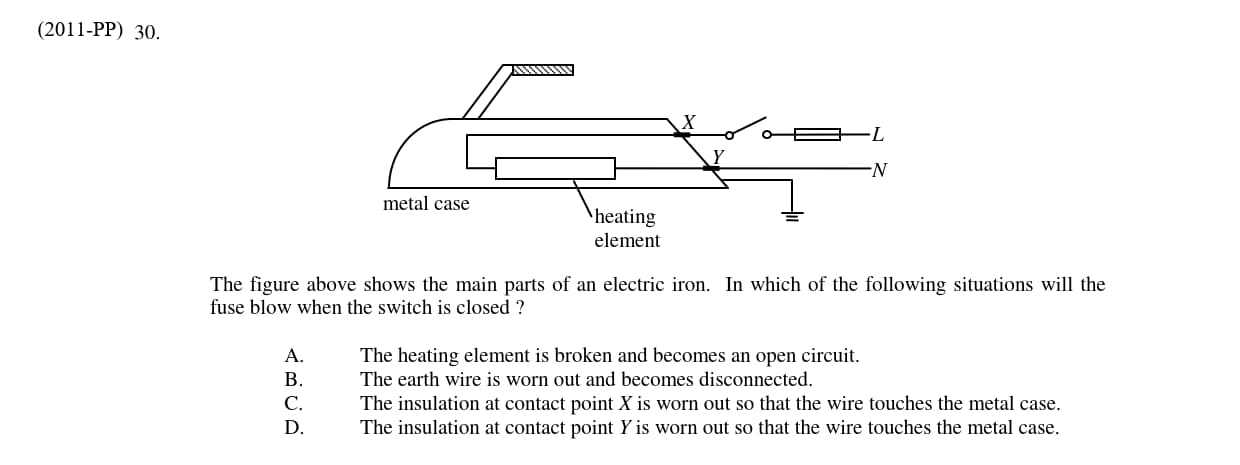 (2011-PP) 30.
X
L
Y
N
metal case
heating
element
The figure above shows the main parts of an electric iron. In which of the following situations will the
fuse blow when the switch is closed ?
A. The heating element is broken and becomes an open circuit.
B. The earth wire is worn out and becomes disconnected.
C. The insulation at contact point X is worn out so that the wire touches the metal case.
D. The insulation at contact point Y is worn out so that the wire touches the metal case.